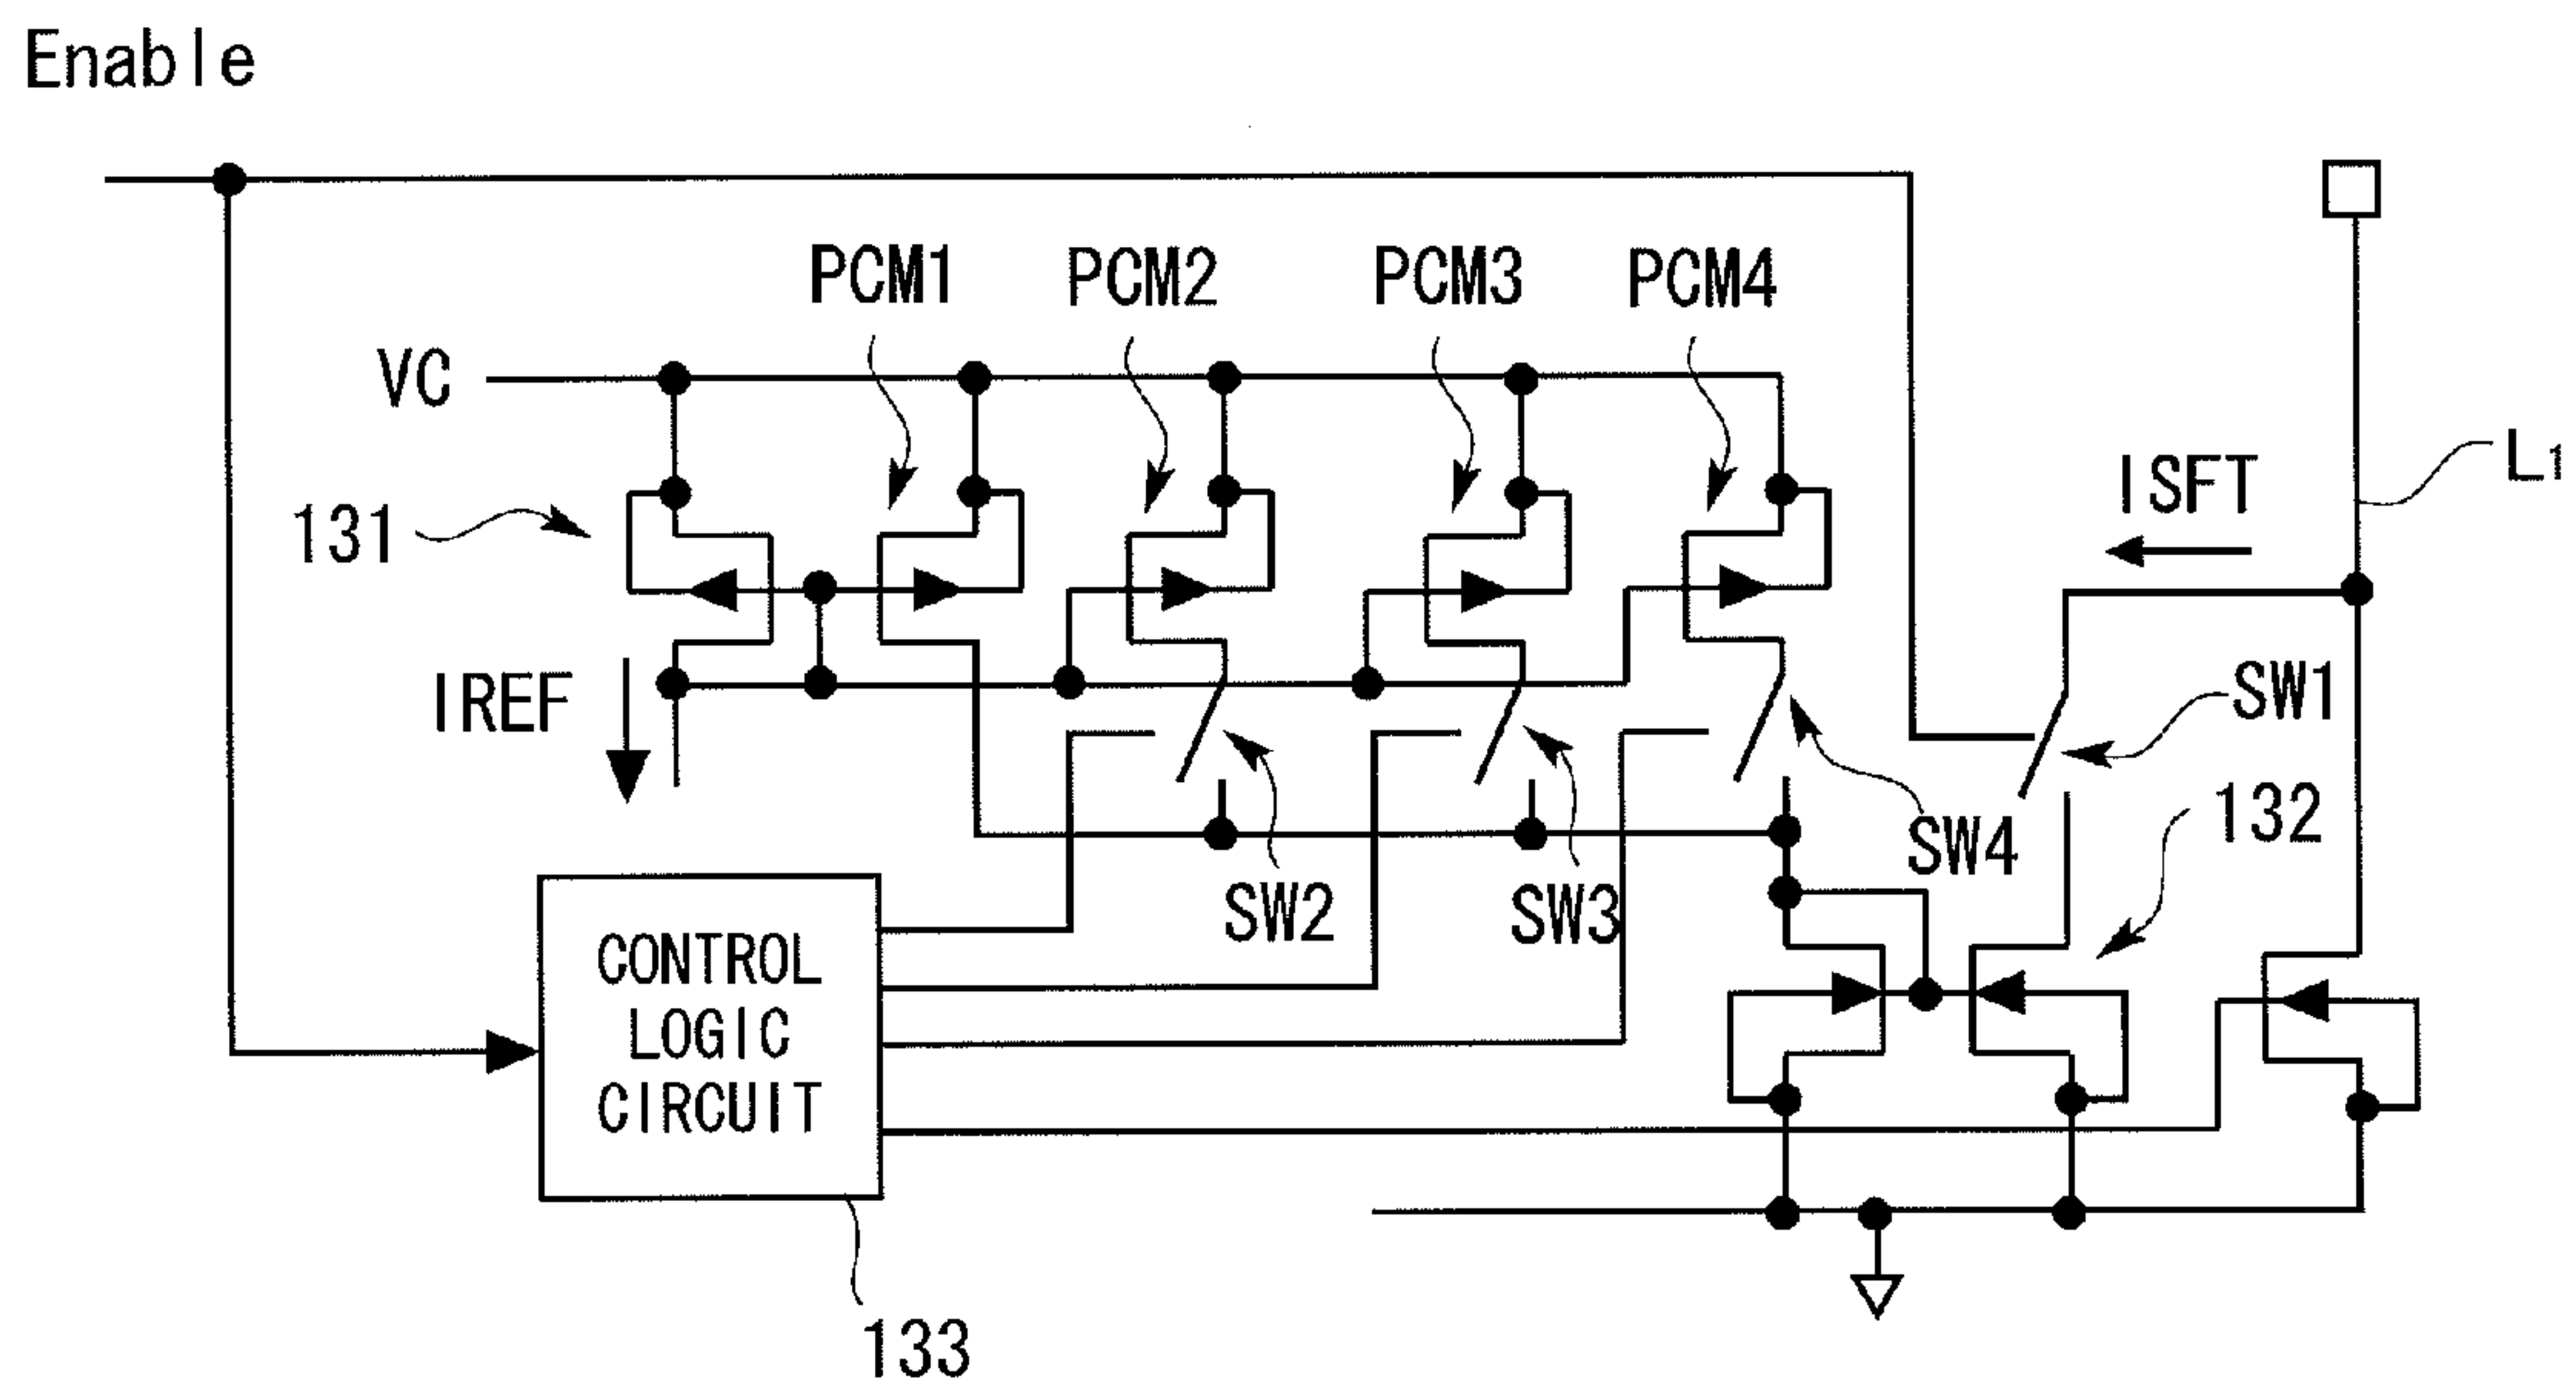 Enable
PCM1
PCM2
PCM3
PCM4
VC
131
ISFT
L1
IREF
SW1
SW4
132
SW2
SW3
CONTROL
LOGIC
CIRCUIT
133